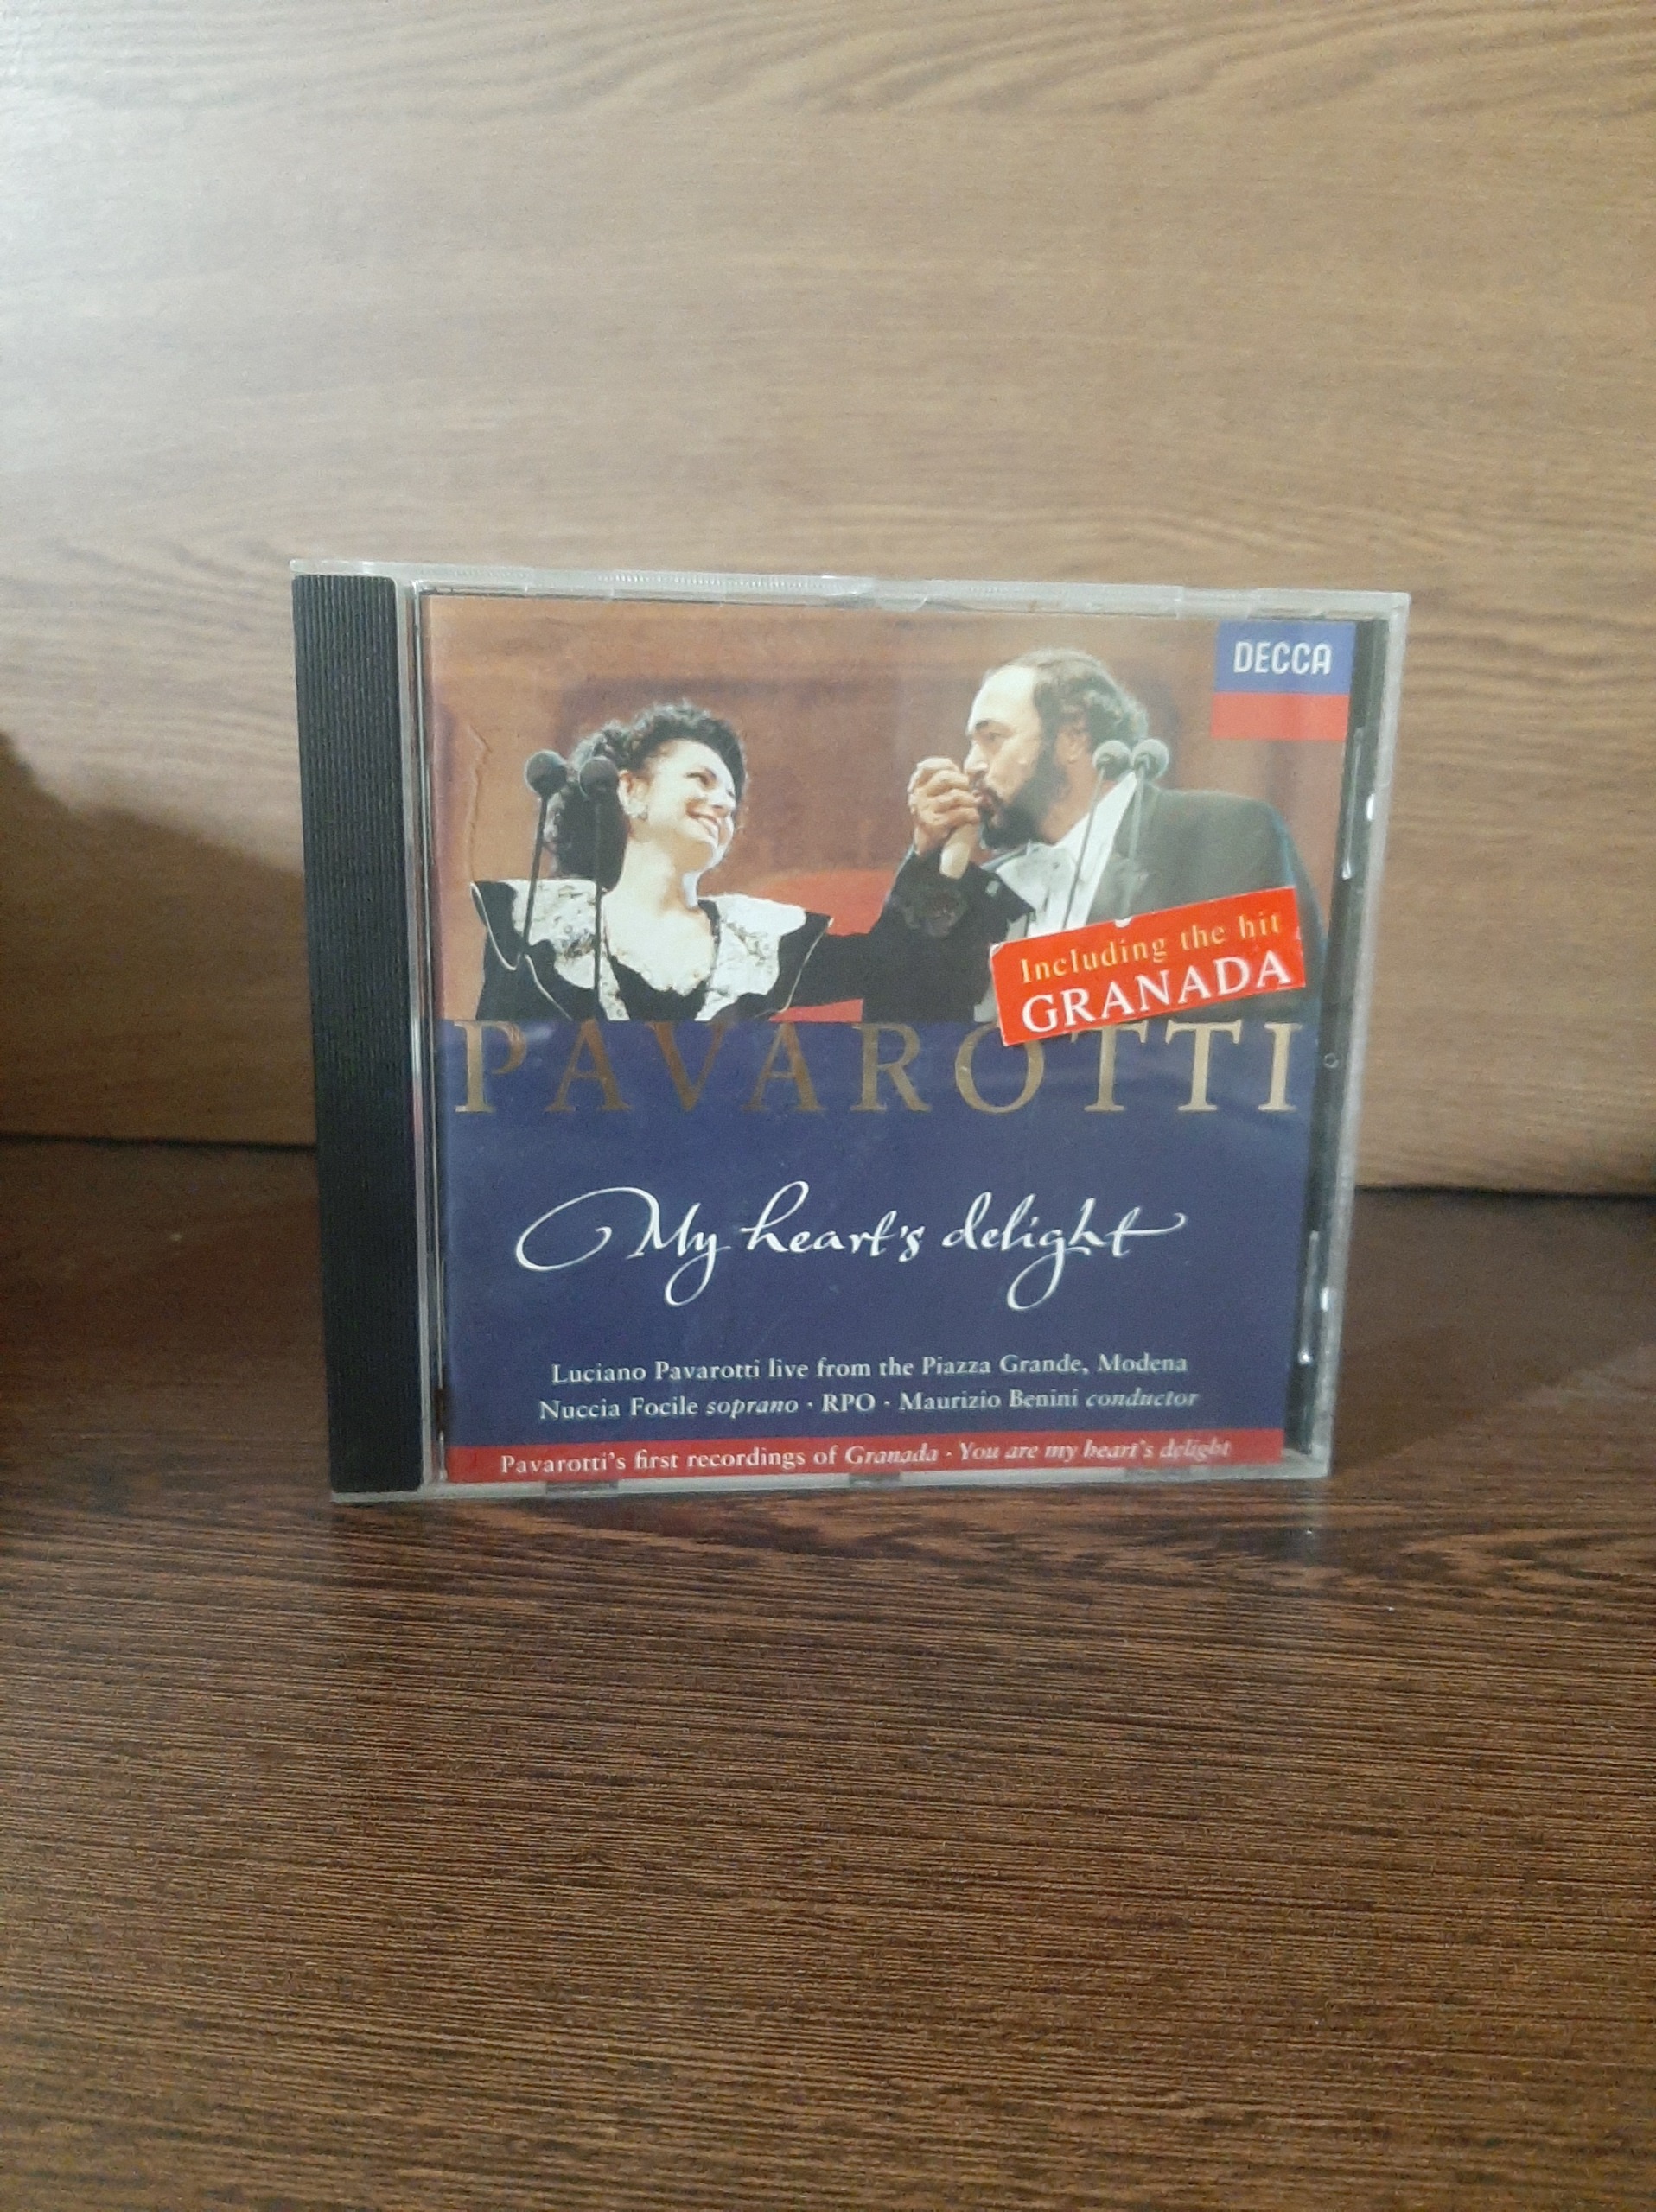 DECCA
Including the hit
GRANADA
PAVAROTTI
My heart's delight
Luciano Pavarotti live from the Piazza Grande, Modena
Nuccia Focile soprano · RPO · Maurizio Benini conductor
Pavarotti's first recordings of Granada · You are my heart's delight